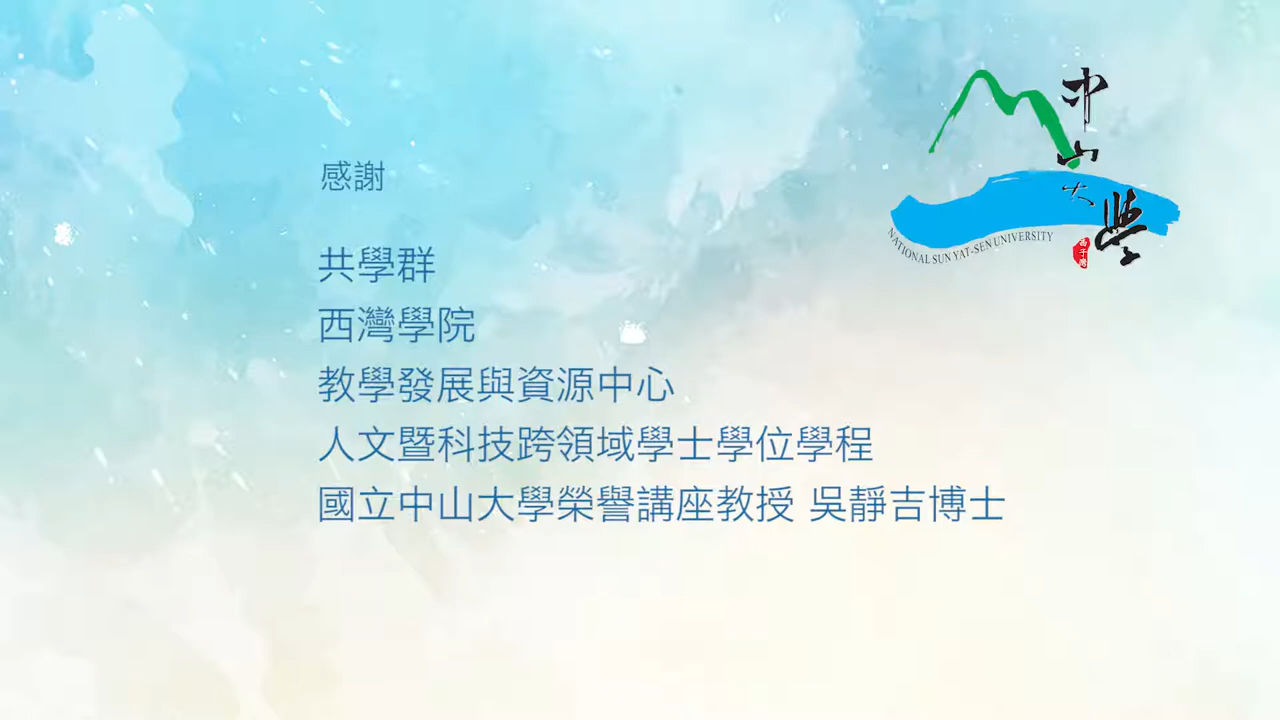 感謝
共學群
西灣學院
教學發展與資源中心
人文暨科技跨領域學士學位學程
國立中山大學榮譽講座教授 吳靜吉博士
中山大學
NATIONAL SUN YAT-SEN UNIVERSITY
西子灣